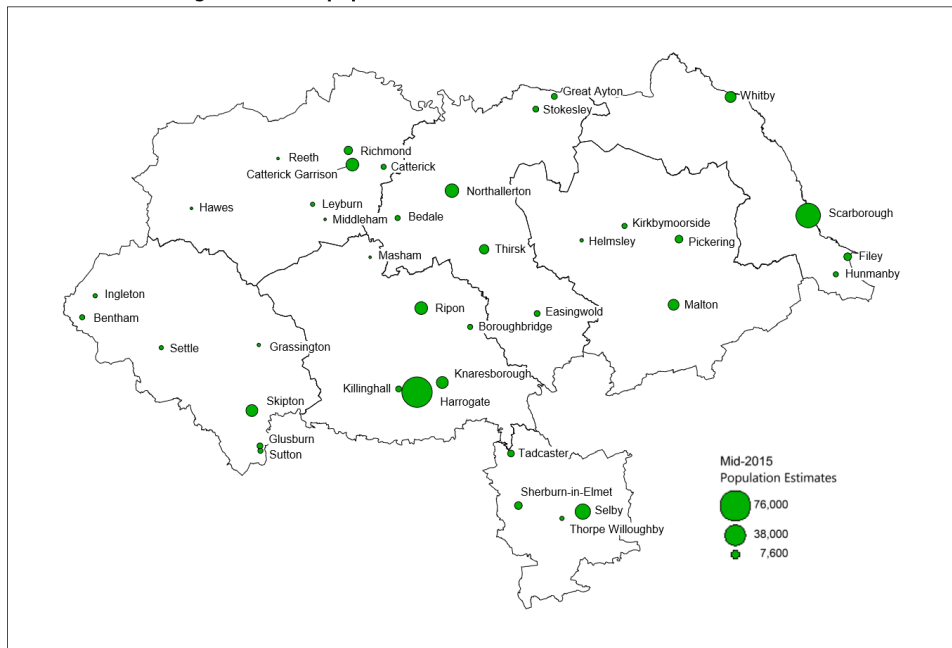 Great Ayton
Whitby
Stokesley
Richmond
Reeth
Catterick
Catterick Garrison
Northallerton
Leyburn
Hawes
Scarborough
Middleham
Bedale
Kirkbymoorside
Helmsley
Pickering
Thirsk
Masham
Filey
Hunmanby
Ingleton
Ripon
Malton
Easingwold
Bentham
Boroughbridge
Settle
Grassington
Knaresborough
Killinghall
Harrogate
Skipton
Glusburn
Sutton
Tadcaster
Mid-2015
Population Estimates
Sherburn-in-Elmet
76,000
Selby
Thorpe Willoughby
38,000
7,600